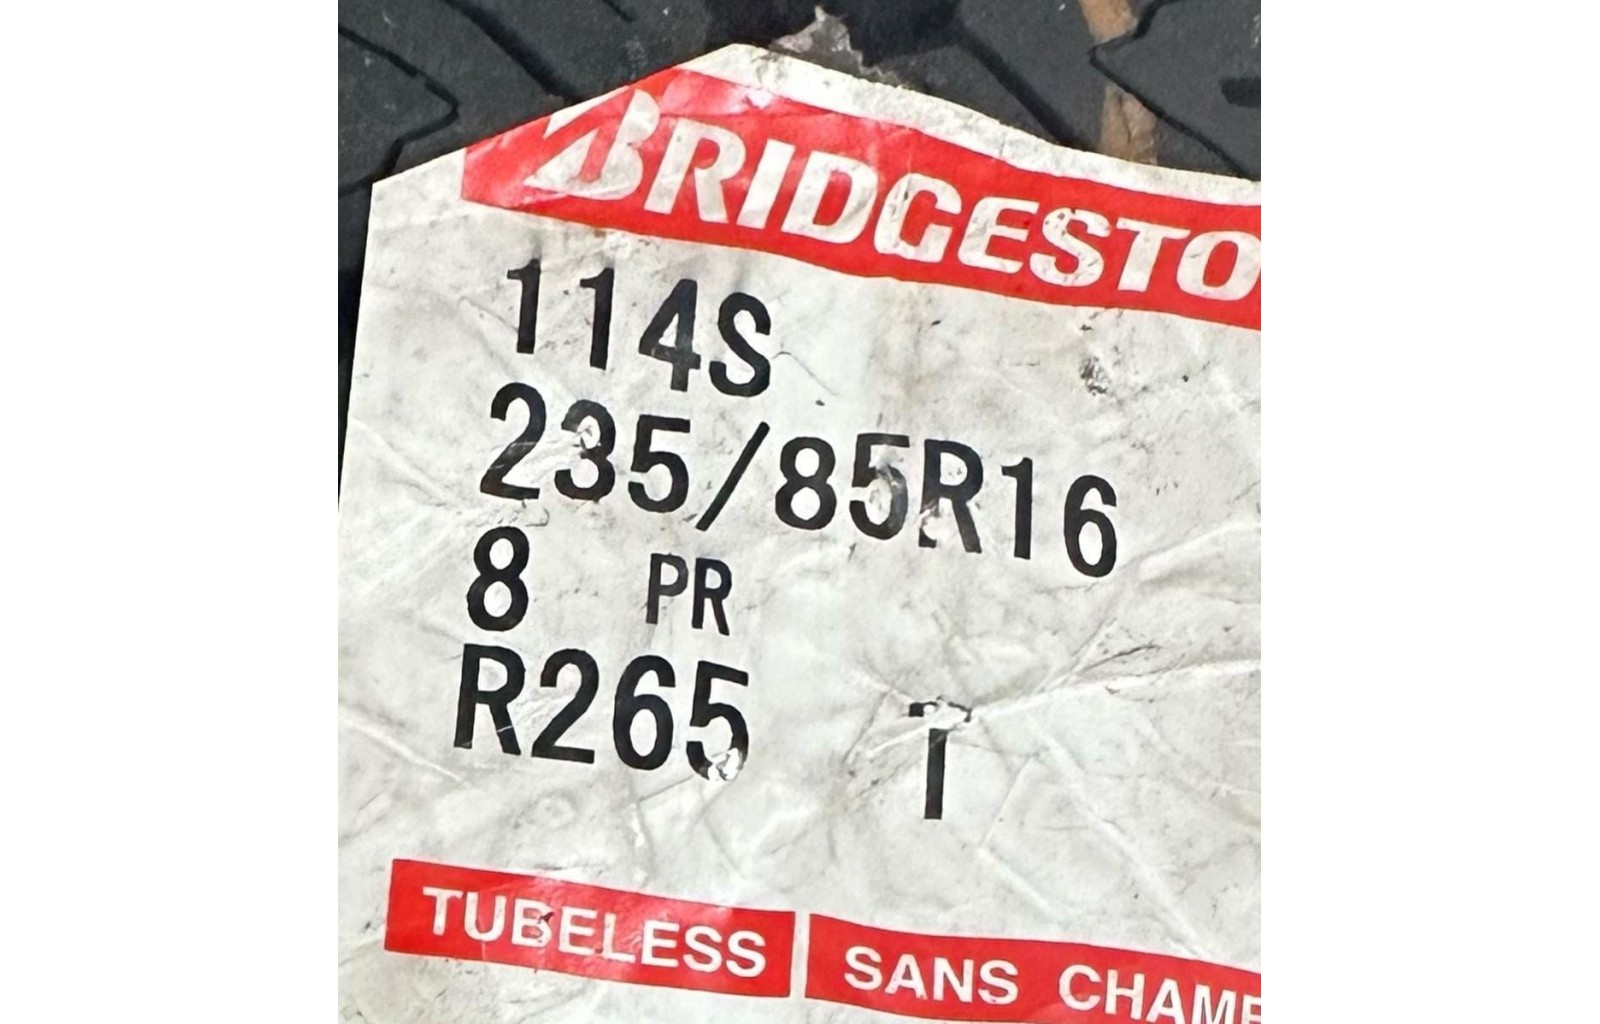 BRIDGESTO
114S
235/85R16
8 PR
R265 T
TUBELESS SANS CHAM